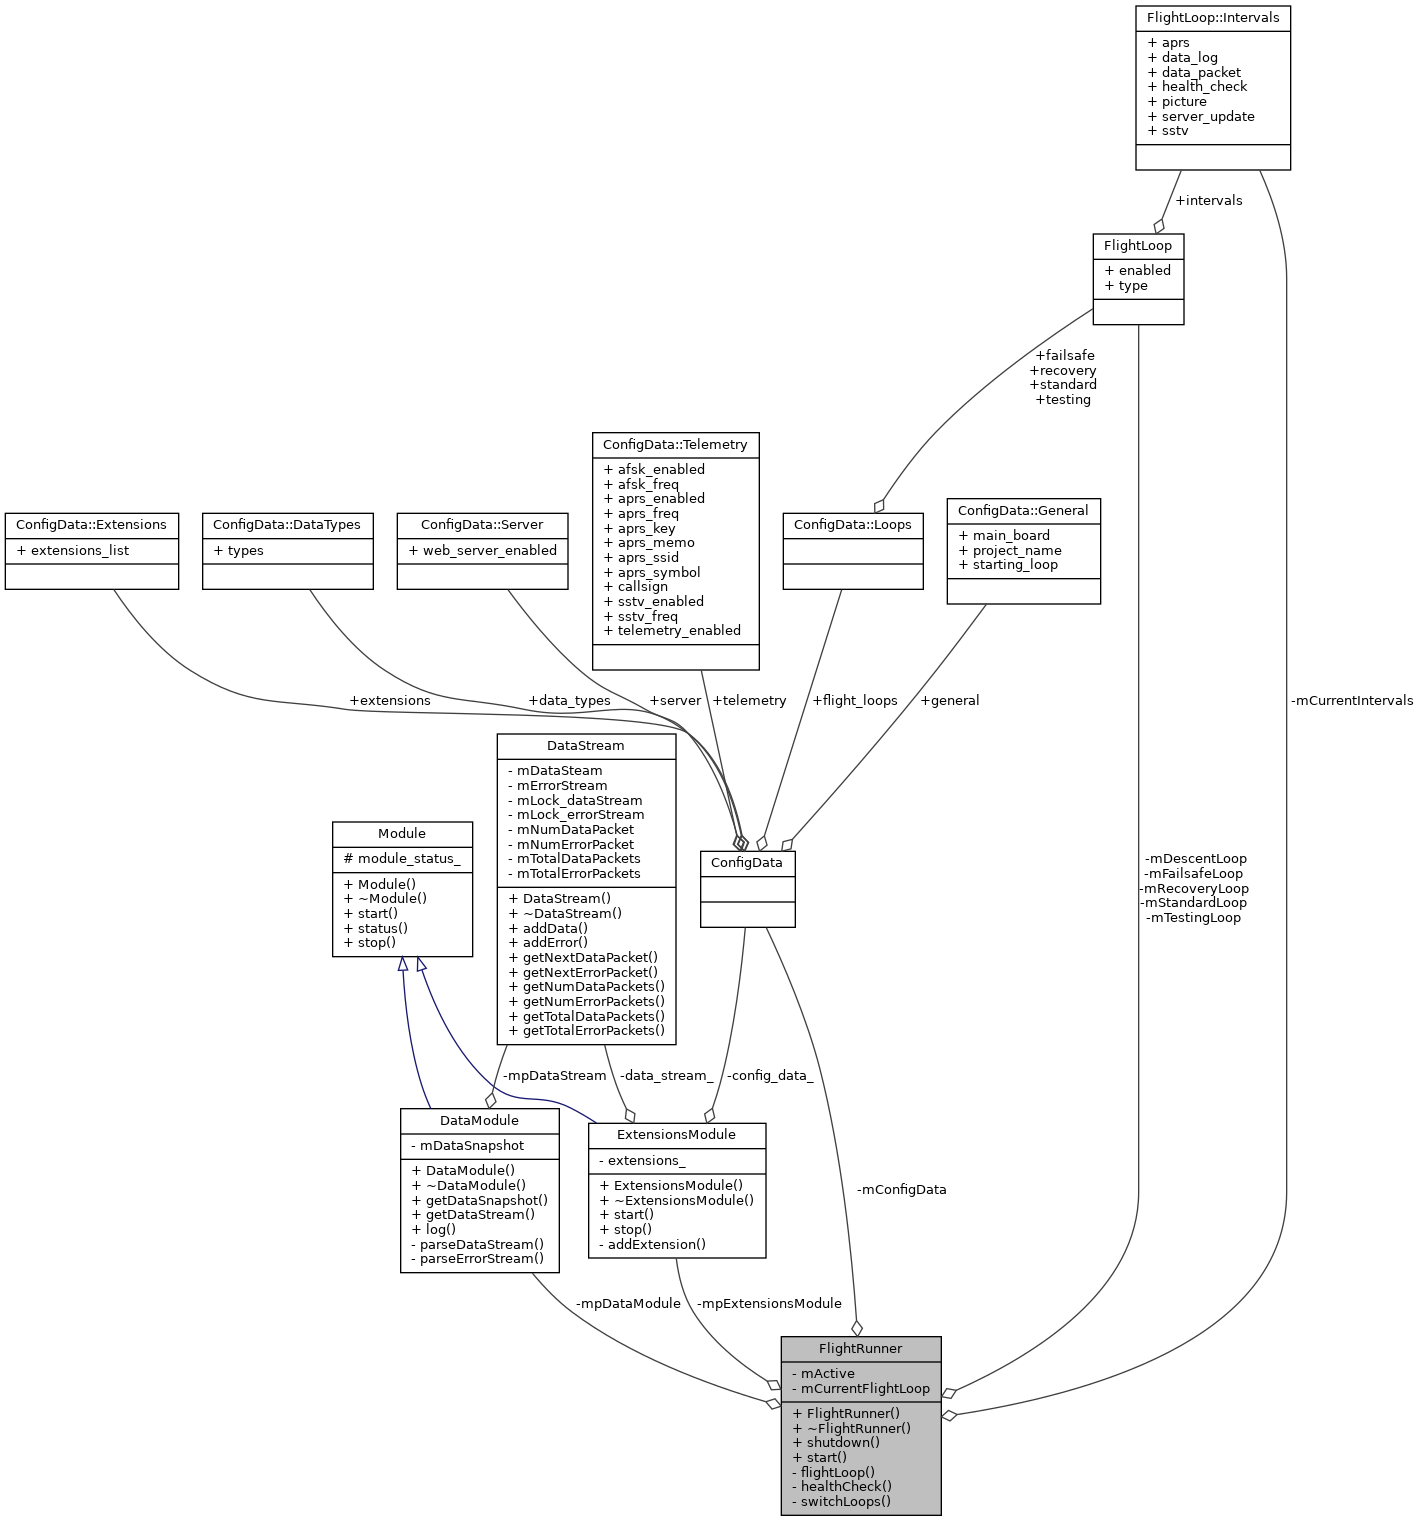 FlightLoop::Intervals
+ aprs
+ data_log
+ data_packet
+ health_check
+ picture
+ server_update
+ sstv
+intervals
FlightLoop
+ enabled
+ type
+failsafe
+recovery
+standard
+testing
ConfigData::Extensions
+ extensions_list
ConfigData::DataTypes
+ types
ConfigData::Server
+ web_server_enabled
ConfigData::Telemetry
+ afsk_enabled
+ afsk_freq
+ aprs_enabled
+ aprs_freq
+ aprs_key
+ aprs_memo
+ aprs_ssid
+ aprs_symbol
+ callsign
+ sstv_enabled
+ sstv_freq
+ telemetry_enabled
ConfigData::Loops
ConfigData::General
+ main_board
+ project_name
+ starting_loop
+extensions
+data_types
+server
+telemetry
+flight_loops
+general
-mCurrentIntervals
DataStream
- mDataSteam
- mErrorStream
- mLock_dataStream
- mLock_errorStream
- mNumDataPacket
- mNumErrorPacket
- mTotalDataPackets
- mTotalErrorPackets
+ DataStream()
+ ~DataStream()
+ addData()
+ addError()
+ getNextDataPacket()
+ getNextErrorPacket()
+ getNumDataPackets()
+ getNumErrorPackets()
+ getTotalDataPackets()
+ getTotalErrorPackets()
Module
# module_status_
+ Module()
+ ~Module()
+ start()
+ status()
+ stop()
ConfigData
-mDescentLoop
-mFailsafeLoop
-mRecoveryLoop
-mStandardLoop
-mTestingLoop
-mpDataStream
-data_stream_
-config_data_
DataModule
- mDataSnapshot
+ DataModule()
+ ~DataModule()
+ getDataSnapshot()
+ getDataStream()
+ log()
- parseDataStream()
- parseErrorStream()
ExtensionsModule
- extensions_
+ ExtensionsModule()
+ ~ExtensionsModule()
+ start()
+ stop()
- addExtension()
-mConfigData
-mpDataModule
-mpExtensionsModule
FlightRunner
- mActive
- mCurrentFlightLoop
+ FlightRunner()
+ ~FlightRunner()
+ shutdown()
+ start()
- flightLoop()
- healthCheck()
- switchLoops()